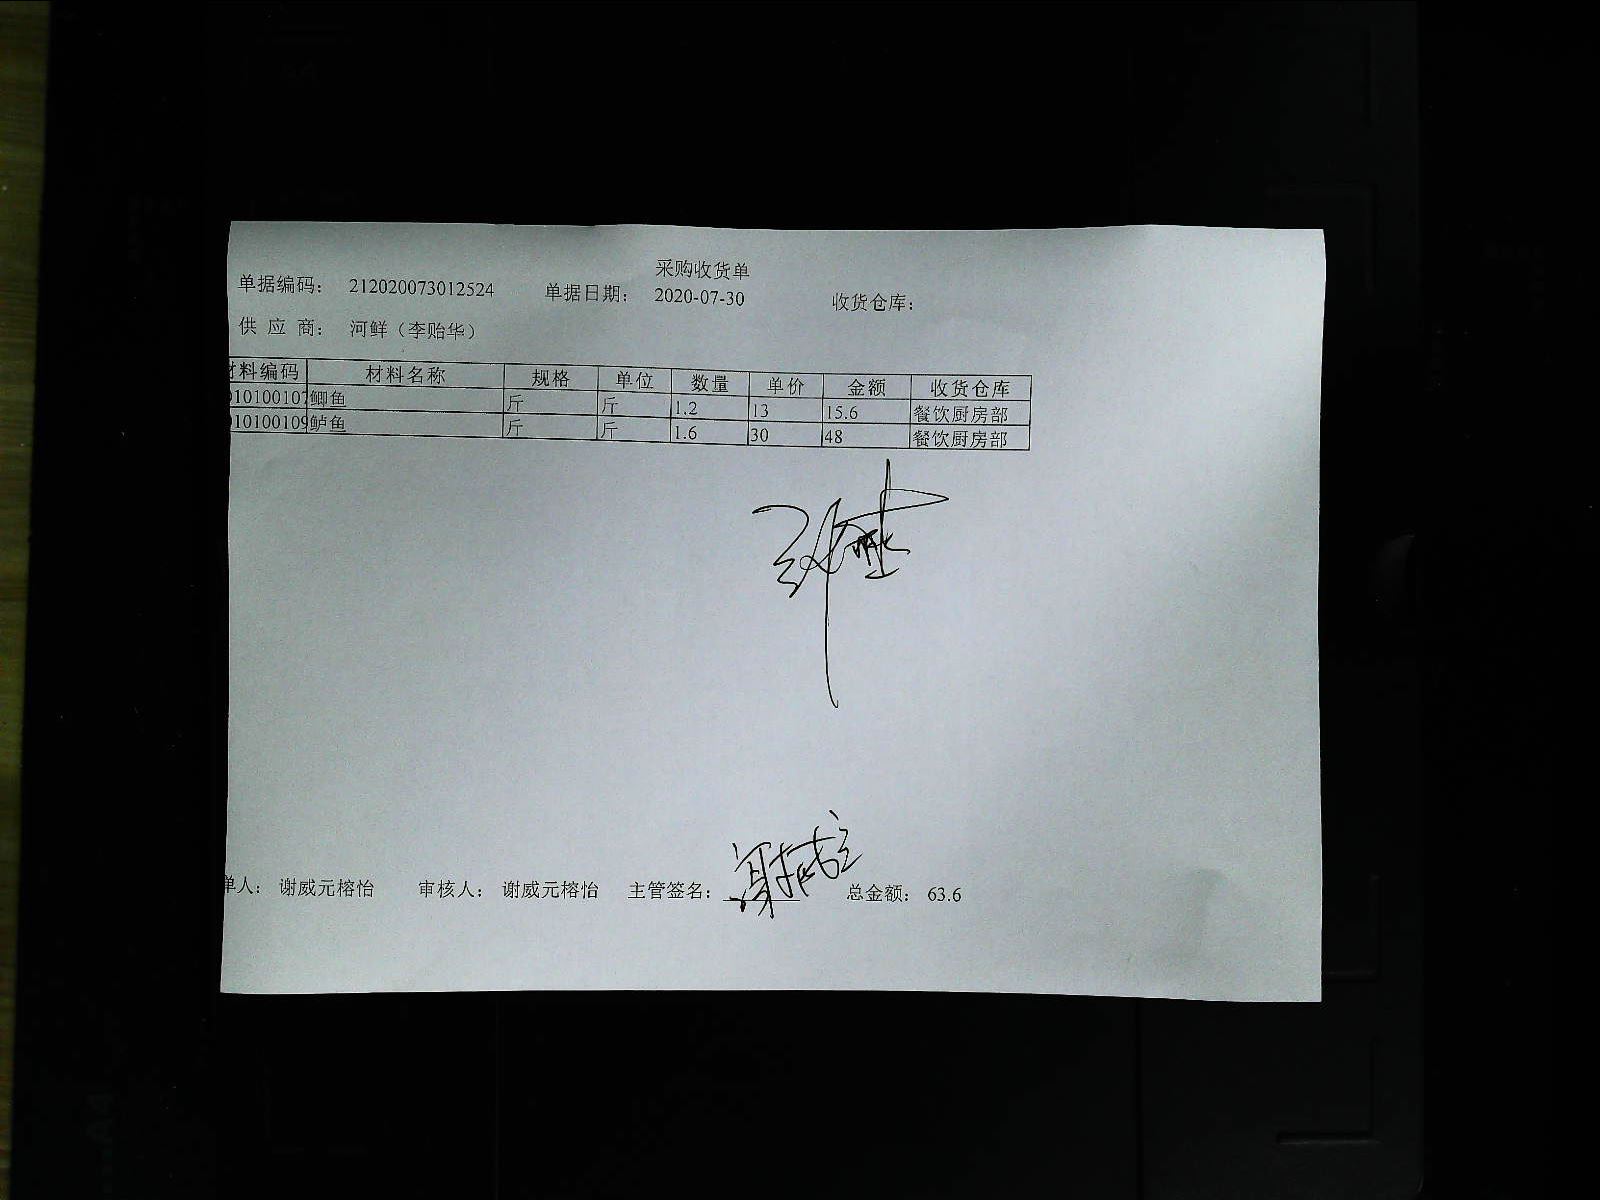 采购收货单
单据编码： 212020073012524 单据日期： 2020-07-30 收货仓库：
供 应 商： 河鲜（李贻华）
材料编码 材料名称 规格 单位 数量 单价 金额 收货仓库
010100107 鲫鱼 斤 斤 1.2 13 15.6 餐饮厨房部
010100109 鲈鱼 斤 斤 1.6 30 48 餐饮厨房部
单人： 谢威元榕怡 审核人： 谢威元榕怡 主管签名： 总金额： 63.6